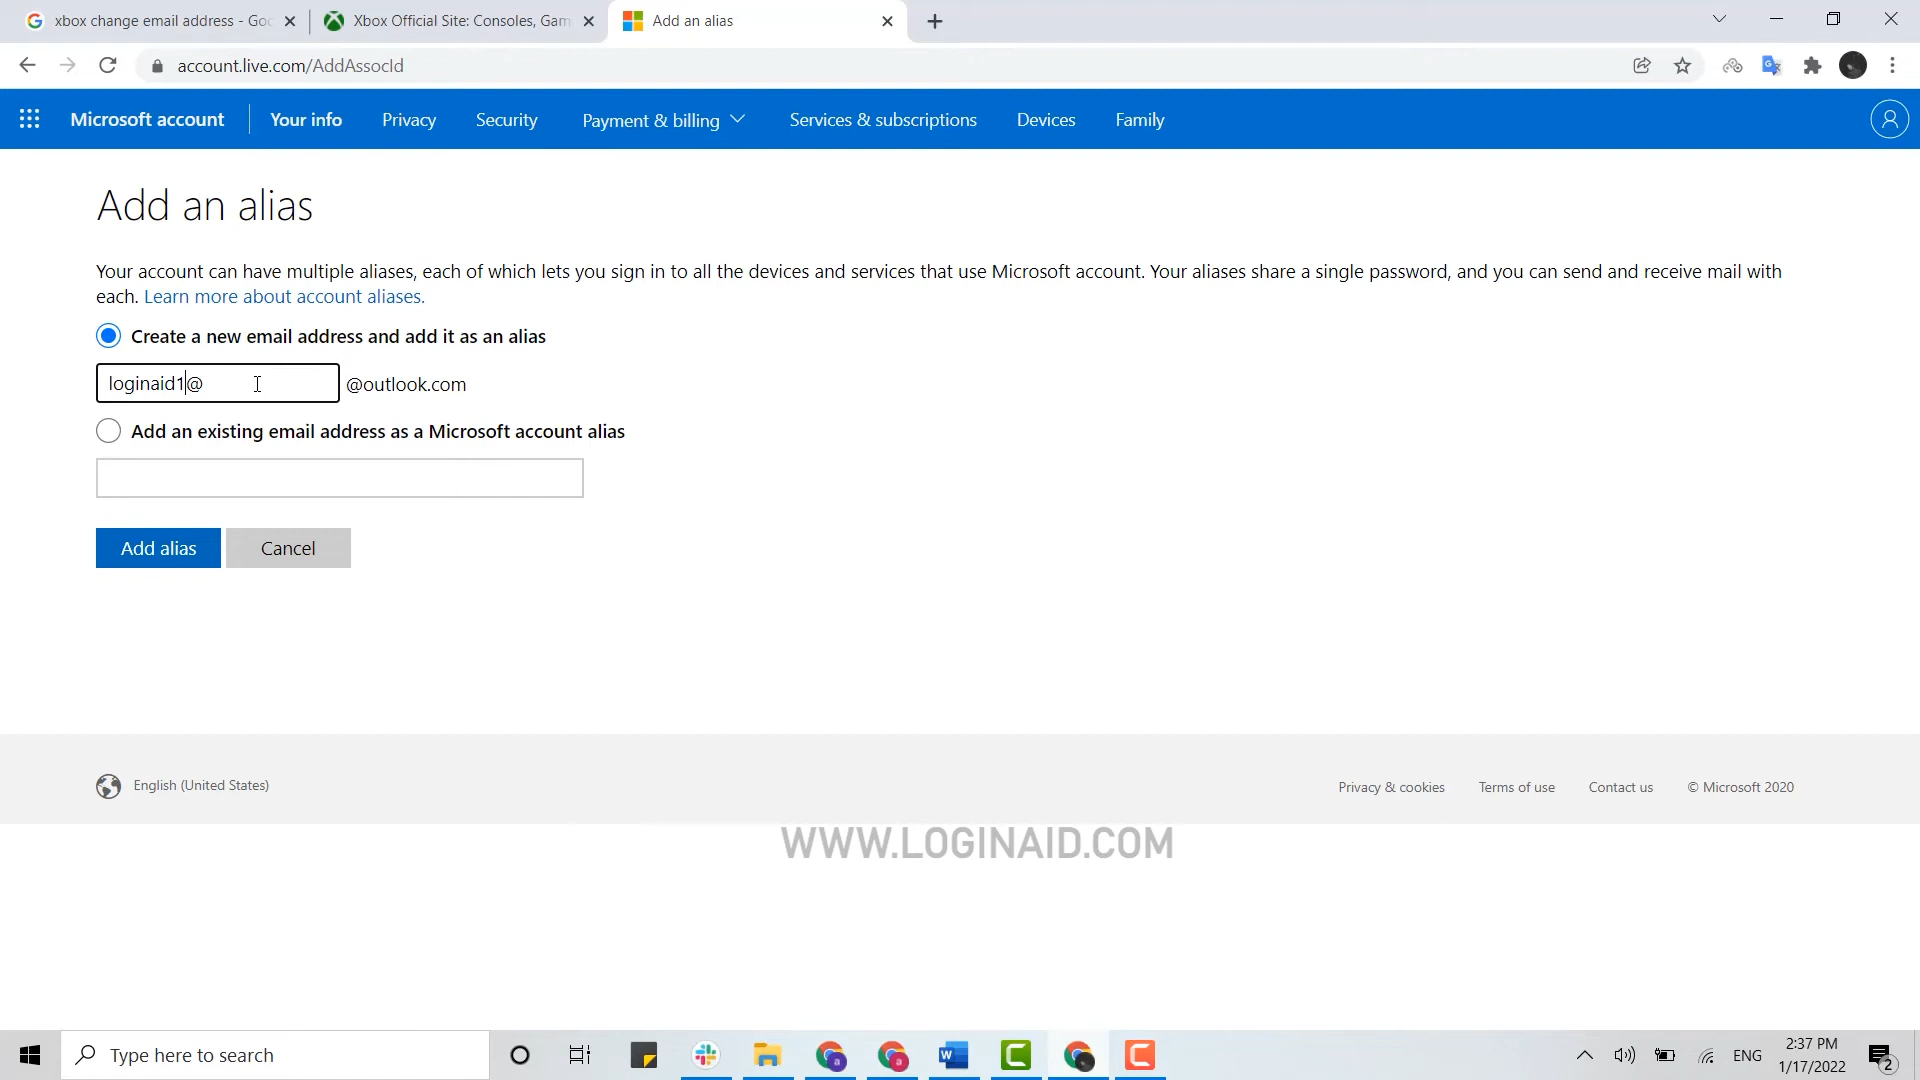 xbox change email address - Goo
Xbox Official Site: Consoles, Gam
Add an alias
account.live.com/AddAssocId
Microsoft account
Your info
Privacy
Security
Payment & billing
Services & subscriptions
Devices
Family
Add an alias
Your account can have multiple aliases, each of which lets you sign in to all the devices and services that use Microsoft account. Your aliases share a single password, and you can send and receive mail with
each. Learn more about account aliases.
Create a new email address and add it as an alias
loginaid1@
@outlook.com
Add an existing email address as a Microsoft account alias
Add alias
Cancel
English (United States)
Privacy & cookies
Terms of use
Contact us
© Microsoft 2020
WWW.LOGINAID.COM
Type here to search
ENG
2:37 PM
1/17/2022
2